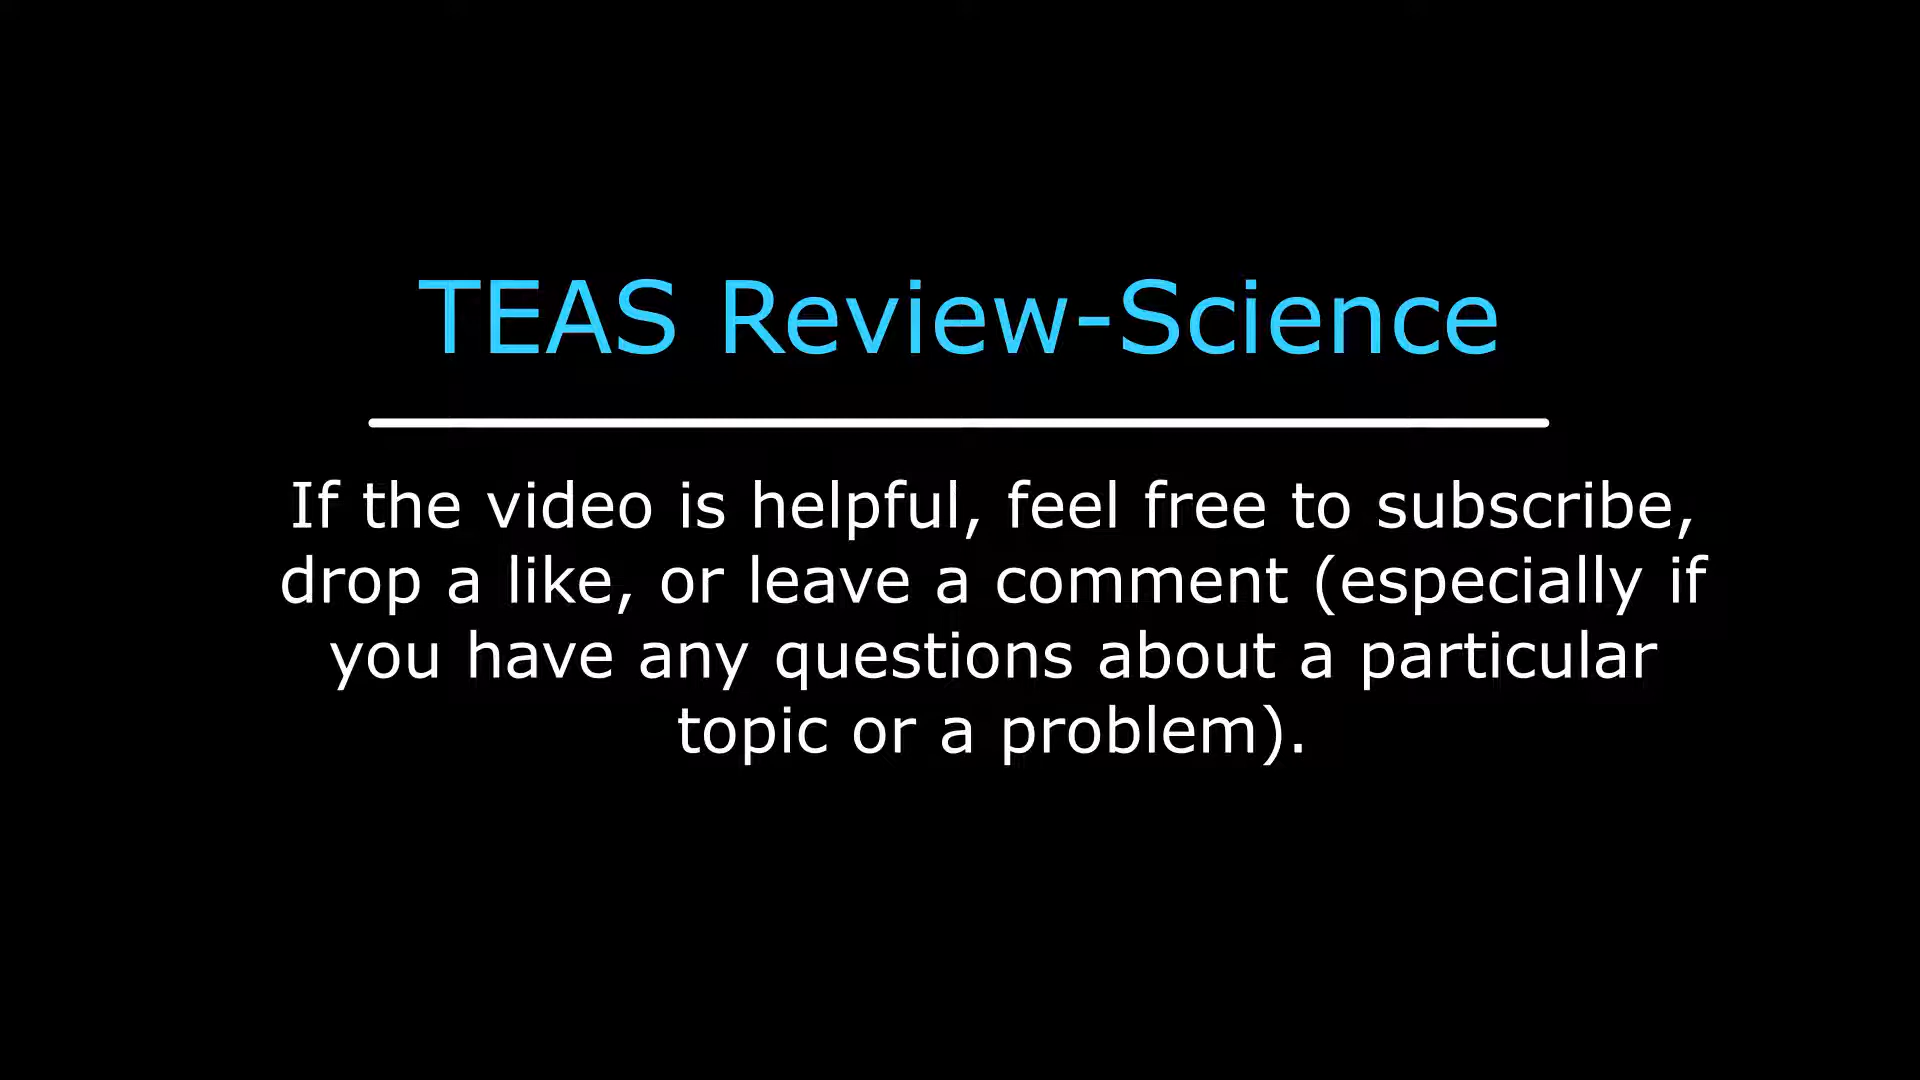 TEAS Review-Science
If the video is helpful, feel free to subscribe,
drop a like, or leave a comment (especially if
you have any questions about a particular
topic or a problem).